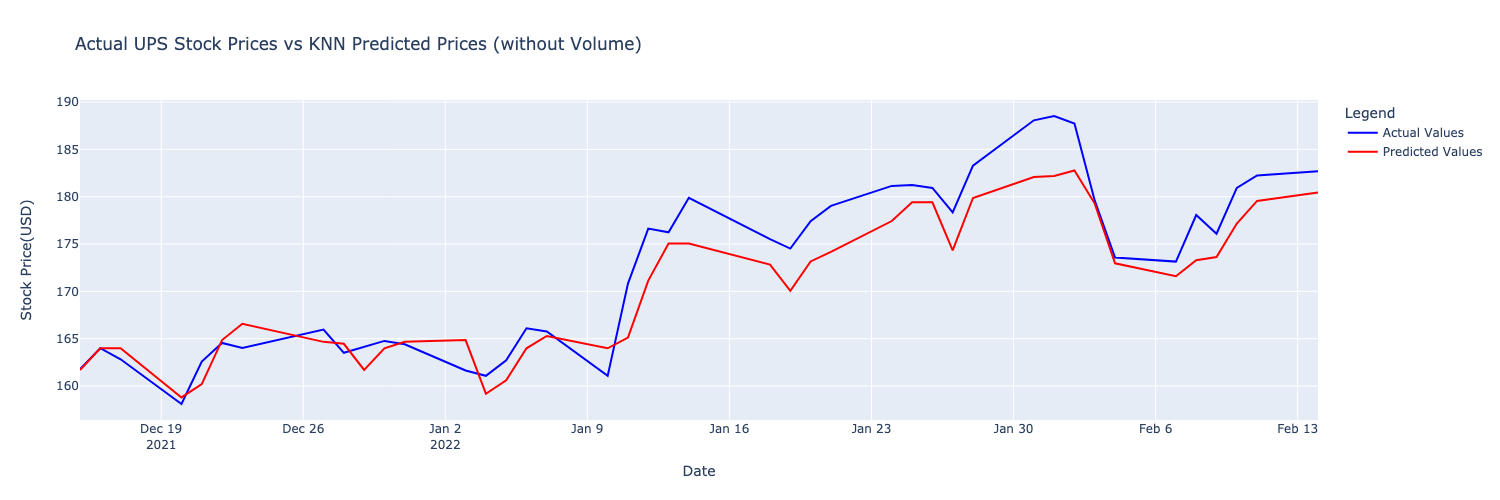 Actual UPS Stock Prices vs KNN Predicted Prices (without Volume)
190
185
180
175
170
165
160
Stock Price(USD)
Dec 19
2021
Dec 26
Jan 2
2022
Jan 9
Jan 16
Jan 23
Jan 30
Feb 6
Feb 13
Date
Legend
Actual Values
Predicted Values